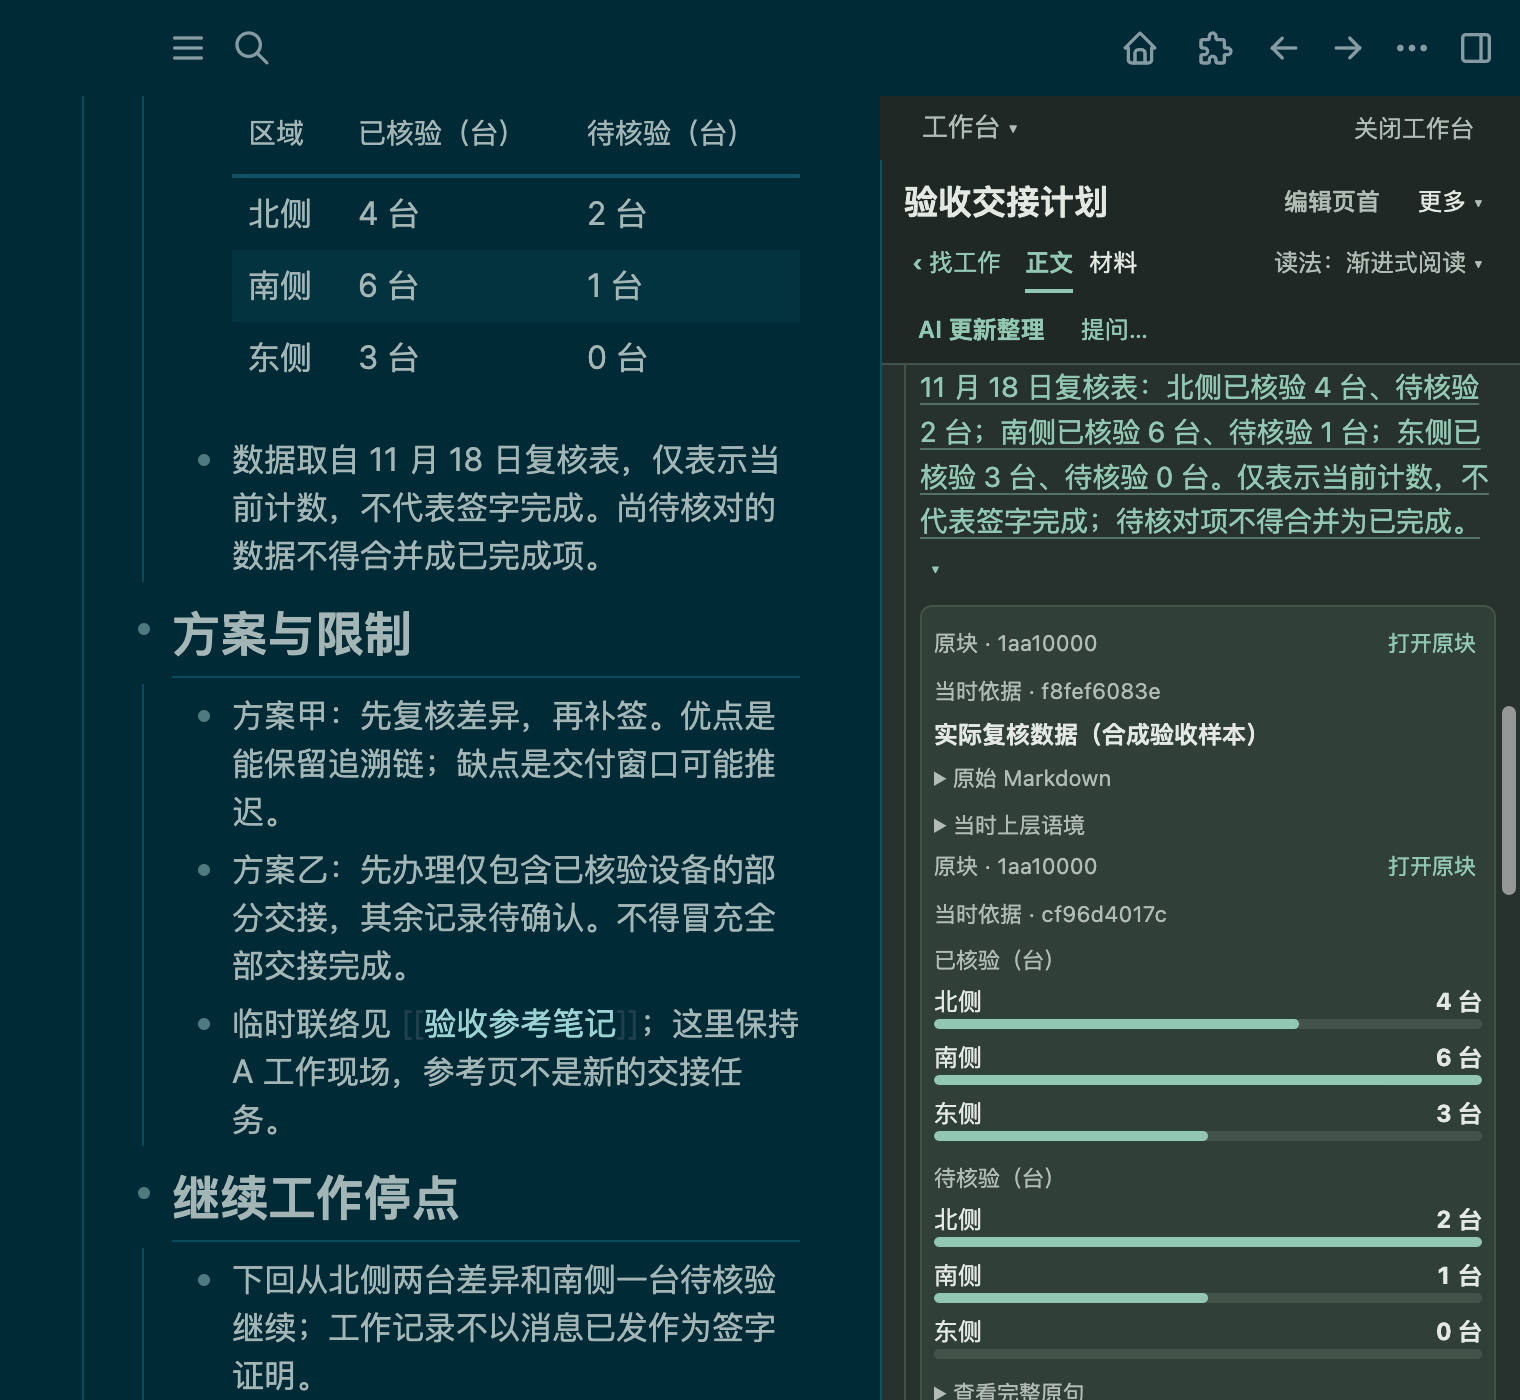 区域 已核验（台） 待核验（台）
北侧 4 台 2 台
南侧 6 台 1 台
东侧 3 台 0 台
数据取自 11 月 18 日复核表，仅表示当
前计数，不代表签字完成。尚待核对的
数据不得合并成已完成项。
方案与限制
方案甲：先复核差异，再补签。优点是
能保留追溯链；缺点是交付窗口可能推
迟。
方案乙：先办理仅包含已核验设备的部
分交接，其余记录待确认。不得冒充全
部交接完成。
临时联络见 [[验收参考笔记]]；这里保持
A 工作现场，参考页不是新的交接任
务。
继续工作停点
下回从北侧两台差异和南侧一台待核验
继续；工作记录不以消息已发作为签字
证明。
工作台 ▾ 关闭工作台
验收交接计划 编辑页首 更多 ▾
‹ 找工作 正文 材料 读法：渐进式阅读 ▾
AI 更新整理 提问...
11 月 18 日复核表：北侧已核验 4 台、待核验
2 台；南侧已核验 6 台、待核验 1 台；东侧已
核验 3 台、待核验 0 台。仅表示当前计数，不
代表签字完成；待核对项不得合并为已完成。
▾
原块 · 1aa10000 打开原块
当时依据 · f8fef6083e
实际复核数据（合成验收样本）
▶ 原始 Markdown
▶ 当时上层语境
原块 · 1aa10000 打开原块
当时依据 · cf96d4017c
已核验（台）
北侧 4 台
南侧 6 台
东侧 3 台
待核验（台）
北侧 2 台
南侧 1 台
东侧 0 台
▶ 查看完整原句